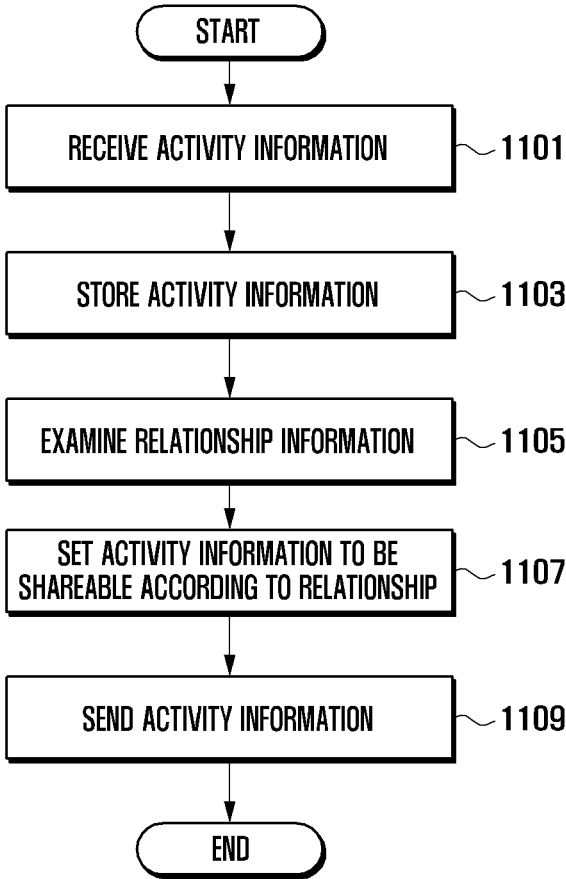 START
RECEIVE ACTIVITY INFORMATION
1101
STORE ACTIVITY INFORMATION
1103
EXAMINE RELATIONSHIP INFORMATION
1105
SET ACTIVITY INFORMATION TO BE
SHAREABLE ACCORDING TO RELATIONSHIP
1107
SEND ACTIVITY INFORMATION
1109
END